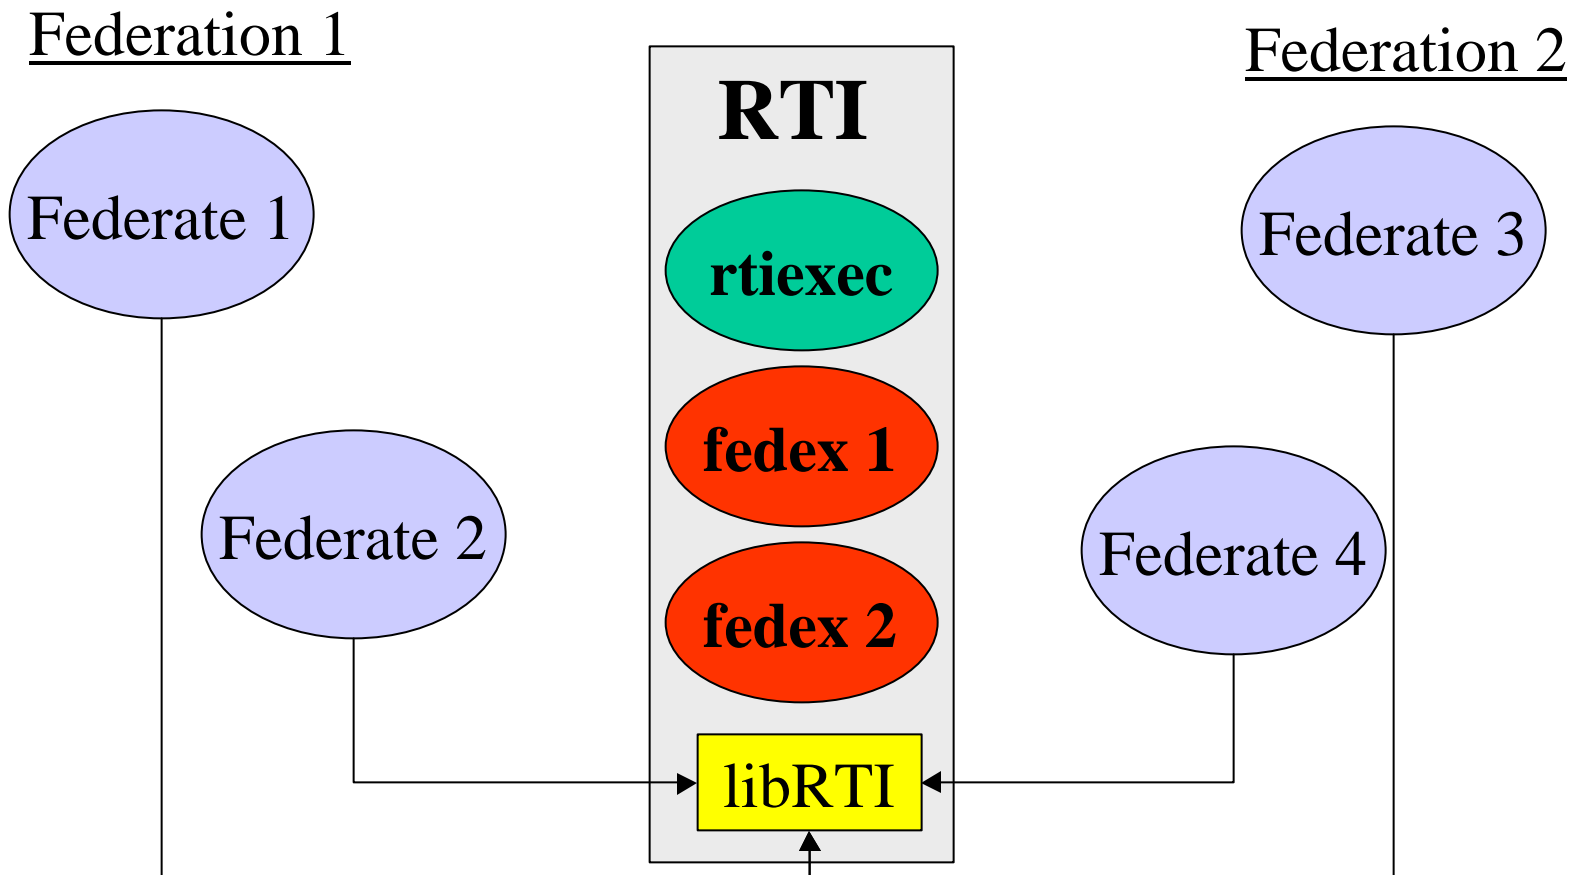 Federation 1
Federation 2
RTI
Federate 1
Federate 3
rtiexec
fedex 1
Federate 2
Federate 4
fedex 2
libRTI